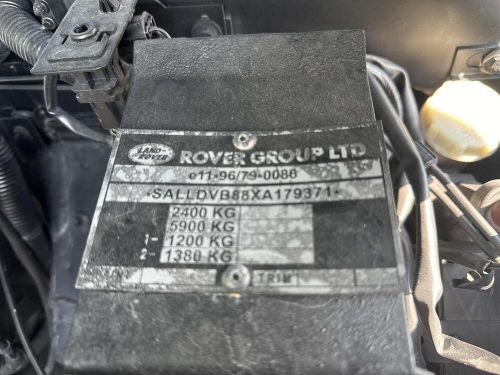 LAND-
ROVER
ROVER GROUP LTD
e11-96/79-0086
-SALLDVB88XA179371-
2400 KG
5900 KG
1- 1200 KG
2- 1380 KG
TRIM